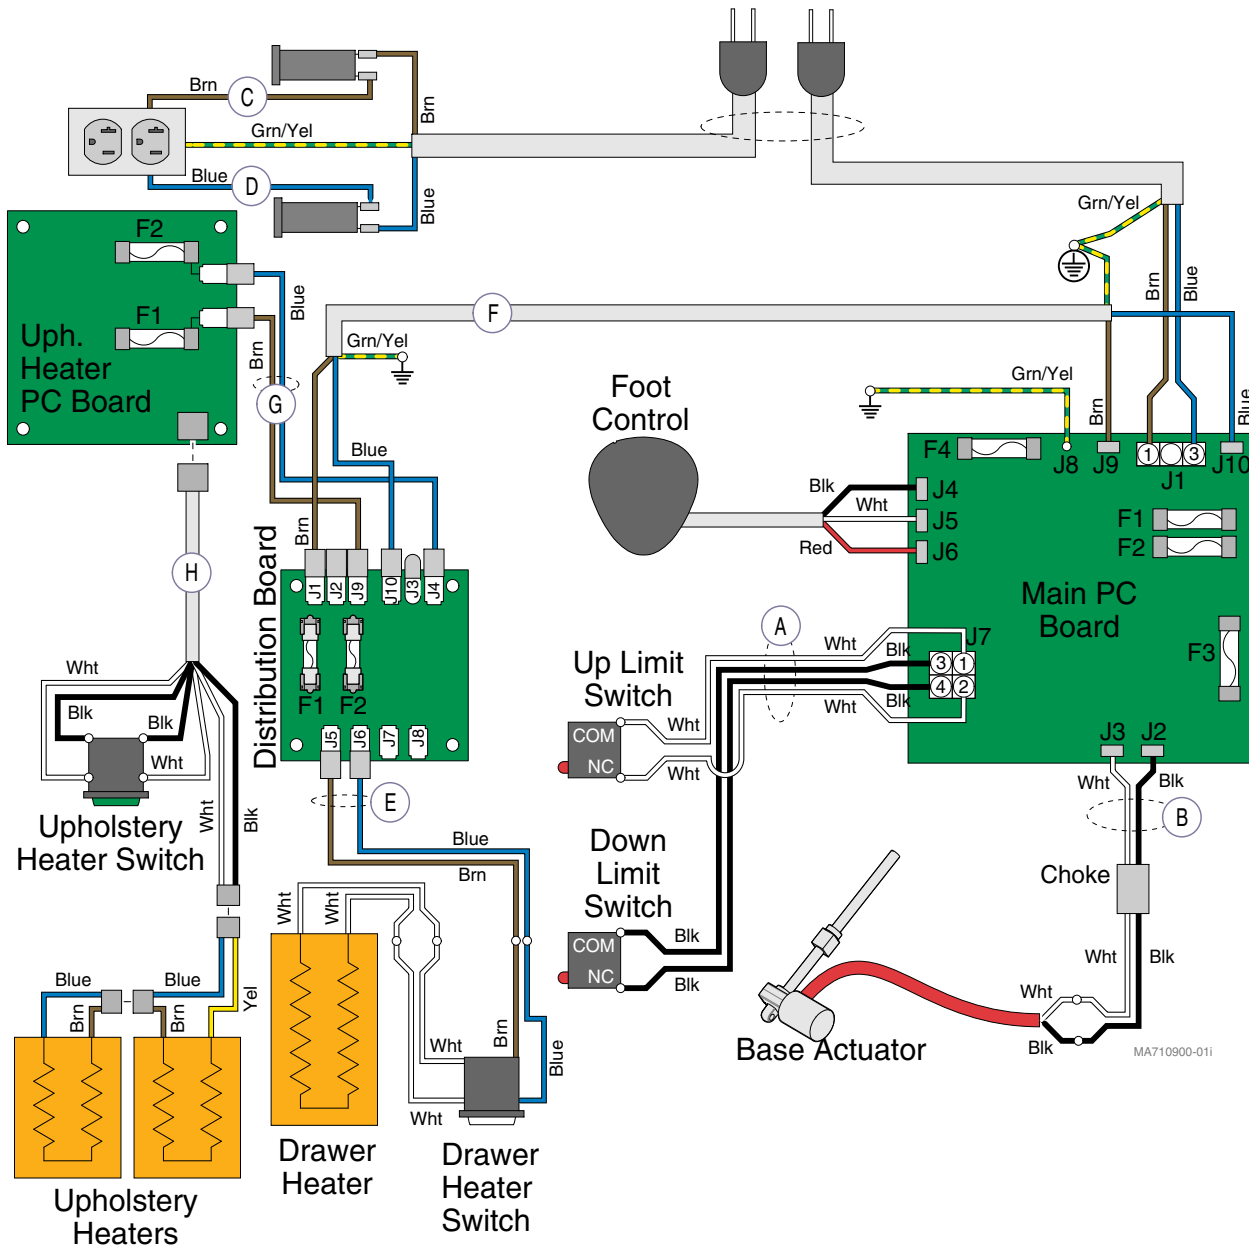 Brn
C
Brn
Grn/Yel
Blue
D
Blue
Grn/Yel
Brn
Blue
F2
F1
Uph.
Heater
PC Board
Blue
Brn
G
F
Grn/Yel
Blue
Brn
Foot
Control
Grn/Yel
Brn
Blue
F4
J8
J9
1
3
J1
J10
Blk
Wht
Red
J4
J5
J6
F1
F2
Main PC
Board
F3
J7
3
1
4
2
J3
J2
H
Distribution Board
J1
J2
J9
J10
J3
J4
F1
F2
J5
J6
J7
J8
E
A
Wht
Blk
Wht
Blk
Up Limit
Switch
COM
NC
Wht
Wht
Down
Limit
Switch
COM
NC
Blk
Blk
Wht
Blk
B
Choke
Wht
Blk
Wht
Blk
Base Actuator
MA710900-01i
Wht
Blk
Blk
Wht
Wht
Blk
Upholstery
Heater Switch
Blue
Brn
Wht
Wht
Wht
Wht
Brn
Blue
Drawer
Heater
Drawer
Heater
Switch
Blue
Brn
Blue
Brn
Yel
Upholstery
Heaters